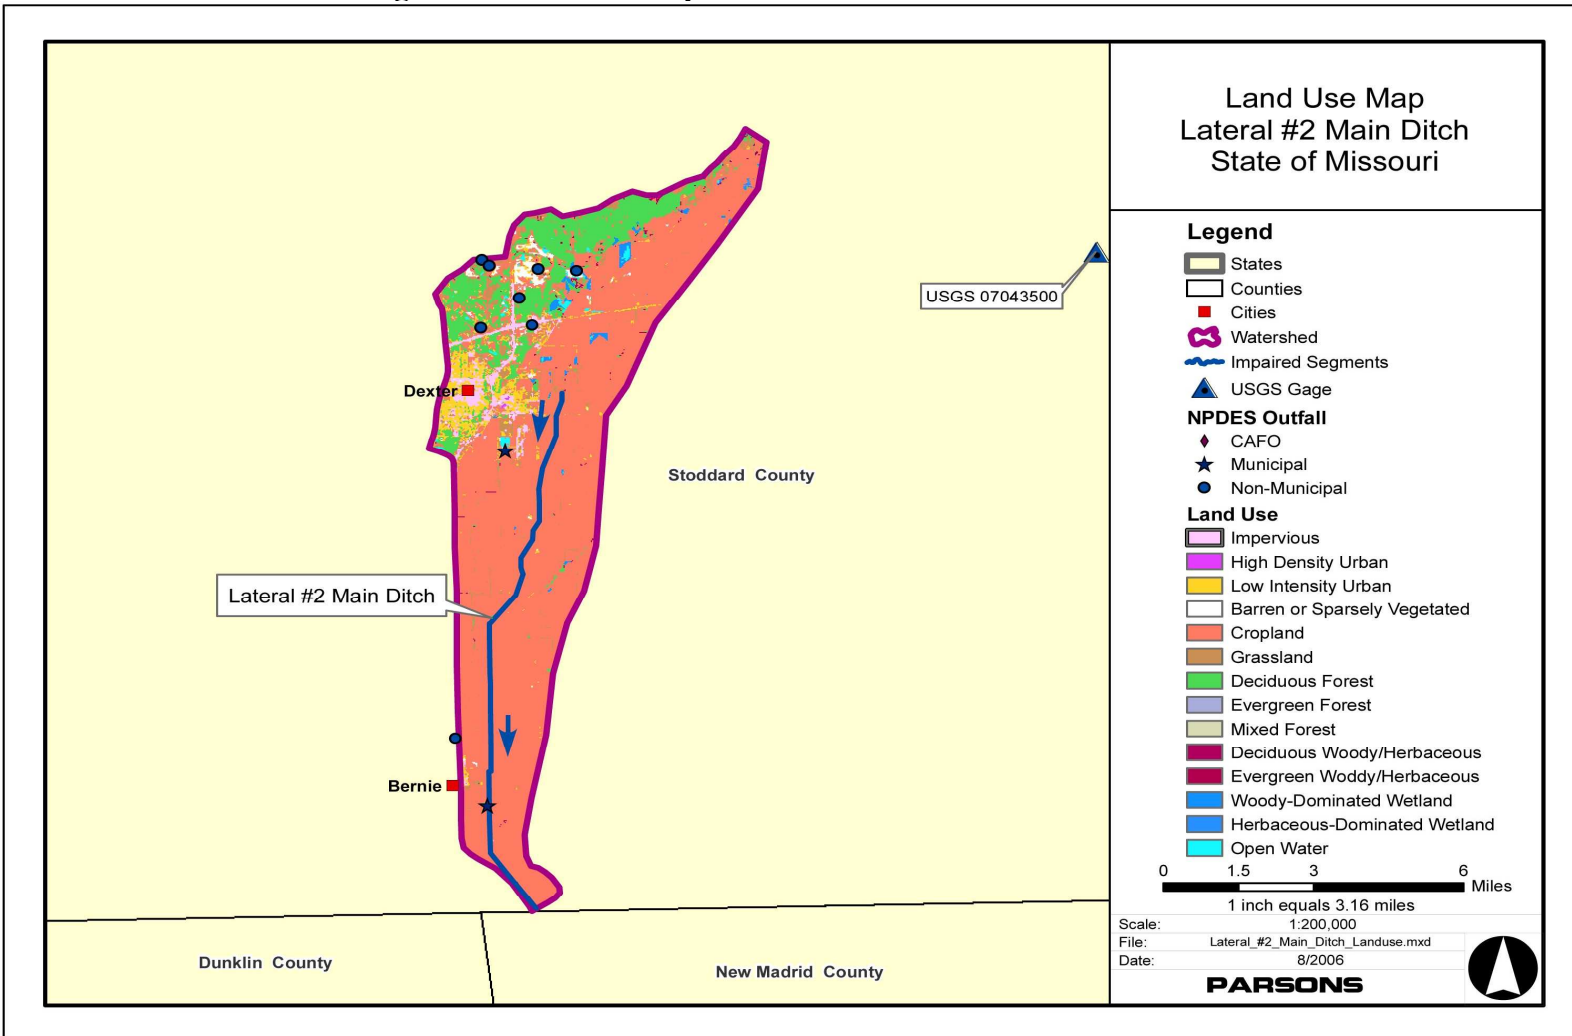 Land Use Map
Lateral #2 Main Ditch
State of Missouri
Legend
States
Counties
Cities
Watershed
Impaired Segments
USGS Gage
NPDES Outfall
CAFO
Municipal
Non-Municipal
Land Use
Impervious
High Density Urban
Low Intensity Urban
Barren or Sparsely Vegetated
Cropland
Grassland
Deciduous Forest
Evergreen Forest
Mixed Forest
Deciduous Woody/Herbaceous
Evergreen Woddy/Herbaceous
Woody-Dominated Wetland
Herbaceous-Dominated Wetland
Open Water
0 1.5 3 6
Miles
1 inch equals 3.16 miles
Scale: 1:200,000
File: Lateral_#2_Main_Ditch_Landuse.mxd
Date: 8/2006
PARSONS
USGS 07043500
Dexter
Stoddard County
Lateral #2 Main Ditch
Bernie
Dunklin County
New Madrid County